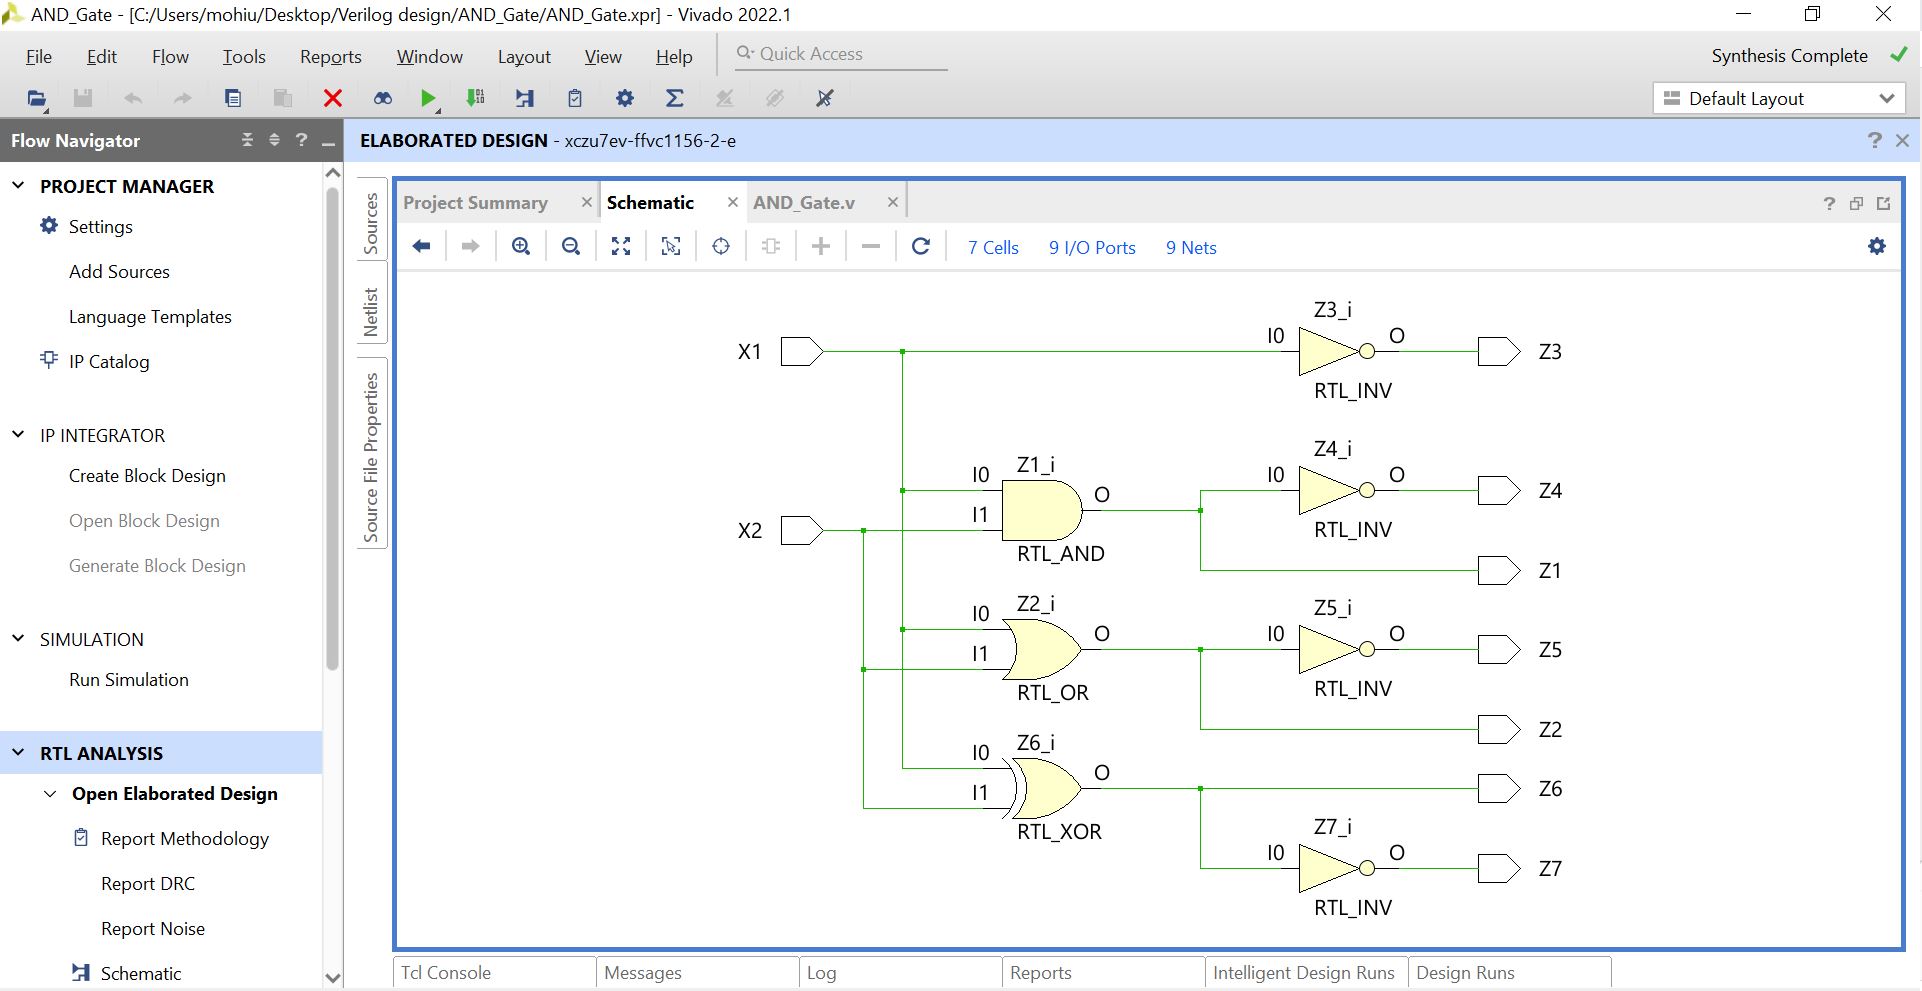 AND_Gate - [C:/Users/mohiu/Desktop/Verilog design/AND_Gate/AND_Gate.xpr] - Vivado 2022.1
File Edit Flow Tools Reports Window Layout View Help Quick Access Synthesis Complete
Default Layout
Flow Navigator
PROJECT MANAGER
Settings
Add Sources
Language Templates
IP Catalog
IP INTEGRATOR
Create Block Design
Open Block Design
Generate Block Design
SIMULATION
Run Simulation
RTL ANALYSIS
Open Elaborated Design
Report Methodology
Report DRC
Report Noise
Schematic
ELABORATED DESIGN - xczu7ev-ffvc1156-2-e
Sources
Netlist
Source File Properties
Project Summary Schematic AND_Gate.v
7 Cells 9 I/O Ports 9 Nets
Z3_i
X1 I0 O Z3
RTL_INV
Z4_i
Z1_i
I0 I0 O Z4
O
I1
X2 RTL_INV
RTL_AND
Z1
Z2_i Z5_i
I0 O I0 O
I1 Z5
RTL_OR RTL_INV
Z2
Z6_i
I0 O
I1 Z6
RTL_XOR Z7_i
I0 O Z7
RTL_INV
Tcl Console Messages Log Reports Intelligent Design Runs Design Runs